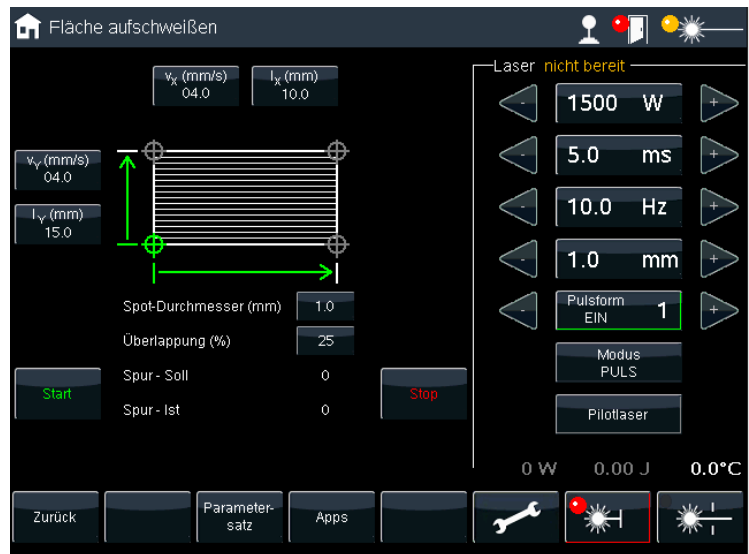 Fläche aufschweißen
Laser nicht bereit
vX (mm/s)
04.0
lX (mm)
10.0
vY (mm/s)
04.0
lY (mm)
15.0
Spot-Durchmesser (mm) 1.0
Überlappung (%) 25
Spur - Soll 0
Spur - Ist 0
Start
Stop
- 1500 W +
- 5.0 ms +
- 10.0 Hz +
- 1.0 mm +
- Pulsform
EIN 1 +
Modus
PULS
Pilotlaser
0 W 0.00 J 0.0°C
Zurück
Parameter-
satz
Apps